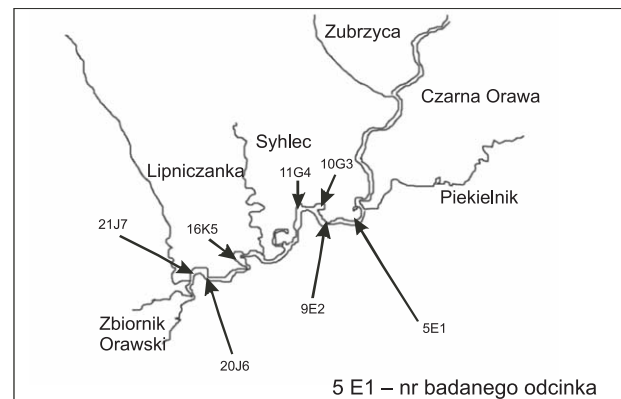 Zubrzyca
Czarna Orawa
Syhlec
10G3
Lipniczanka
11G4
Piekielnik
21J7
16K5
9E2
5E1
Zbiornik
Orawski
20J6
5 E1 – nr badanego odcinka